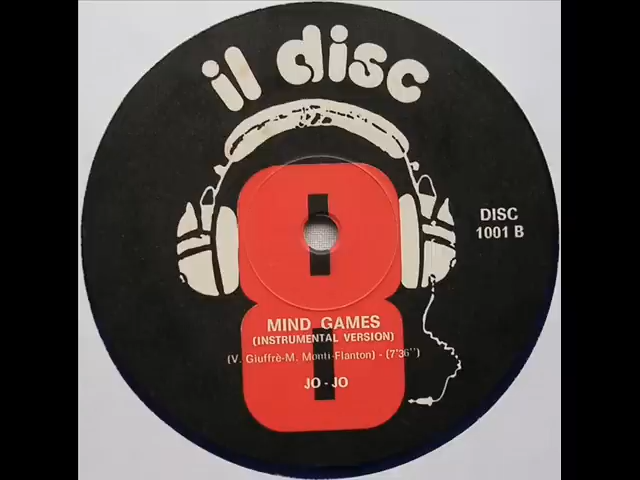 il disc
DISC
1001 B
MIND GAMES
(INSTRUMENTAL VERSION)
(V. Giuffrè-M. Monti-Flanton) - (7'36'')
JO-JO